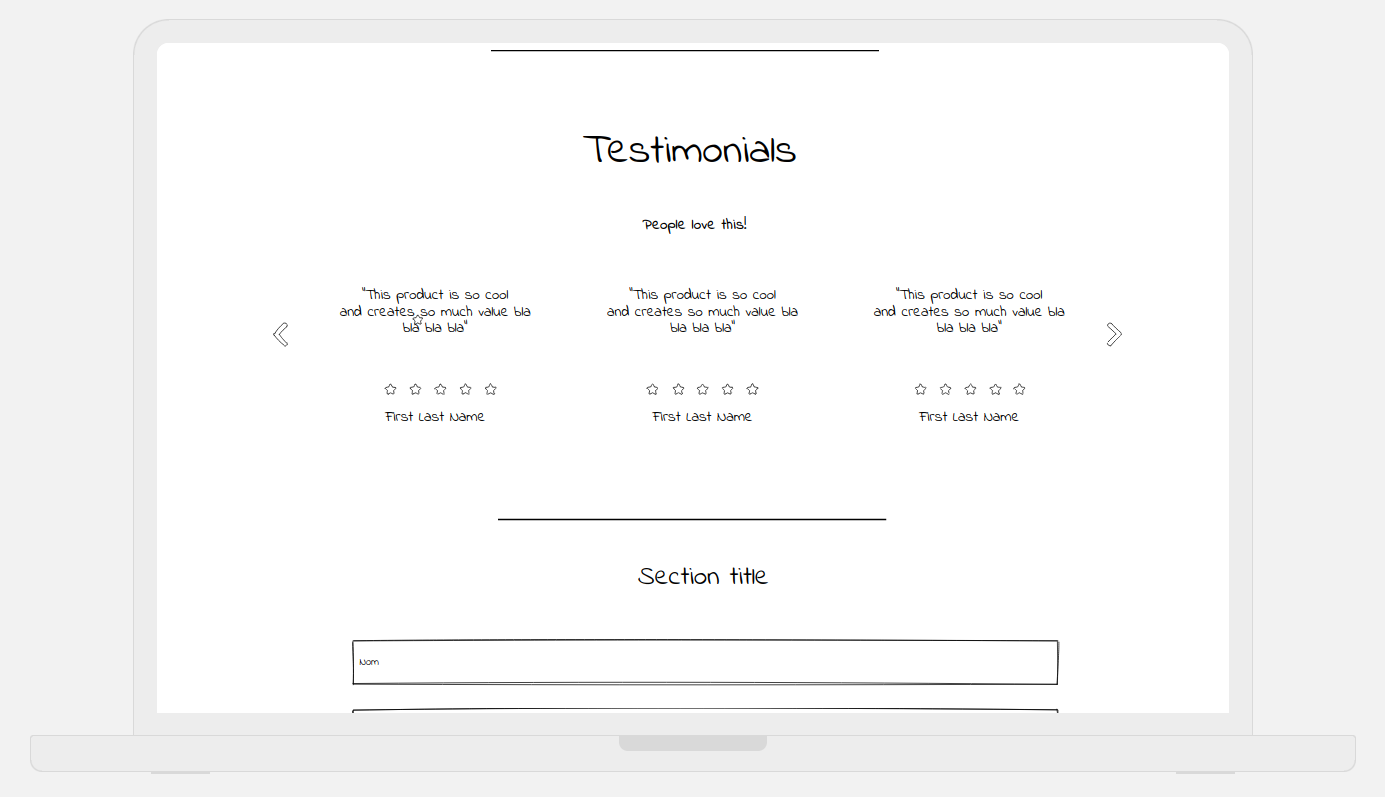 Testimonials
People love this!
"This product is so cool
and creates so much value bla
bla bla bla"
First Last Name
"This product is so cool
and creates so much value bla
bla bla bla"
First Last Name
"This product is so cool
and creates so much value bla
bla bla bla"
First Last Name
Section title
Nom